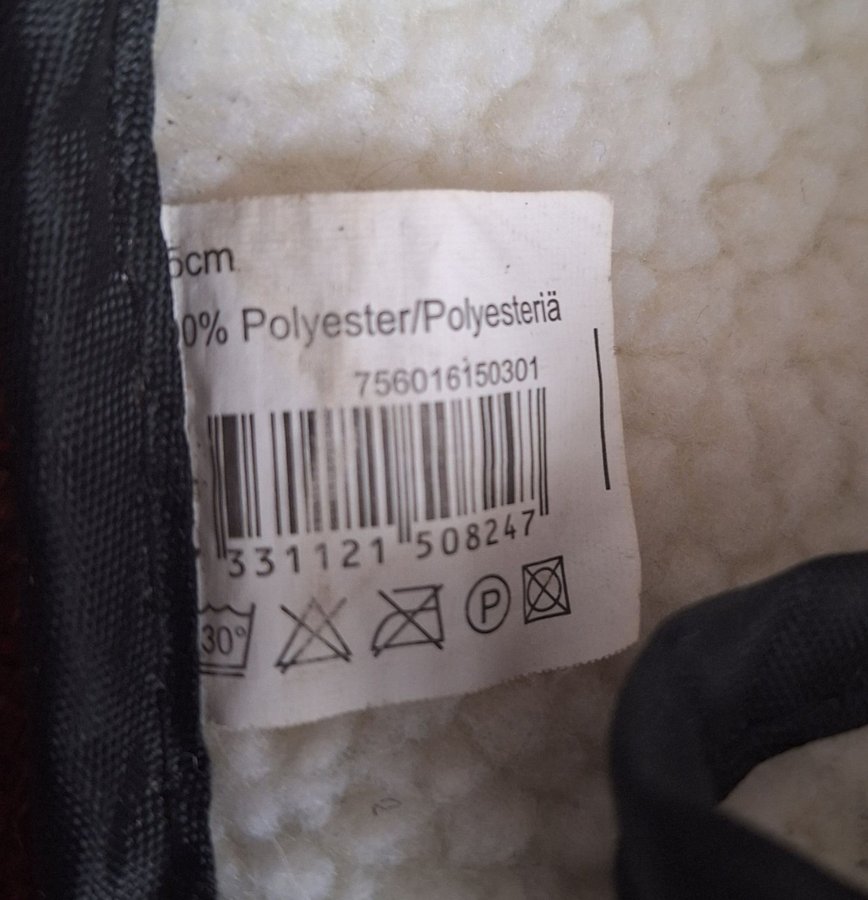 5cm
0% Polyester/Polyesteriä
756016150301
331121 508247
30°
P